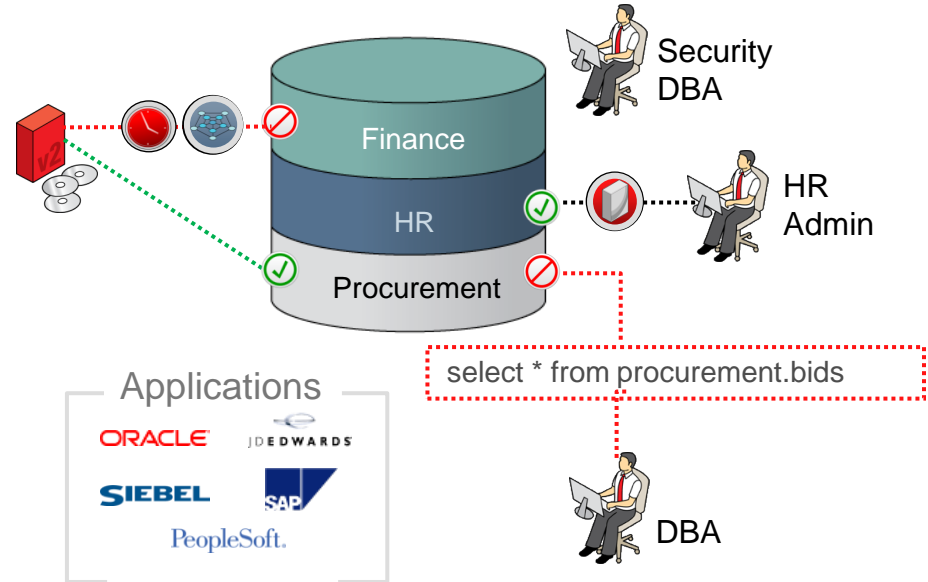 Security
DBA
Finance
v2
HR
HR
Admin
Procurement
select * from procurement.bids
Applications
ORACLE
JDEDWARDS
SIEBEL
SAP
PeopleSoft.
DBA